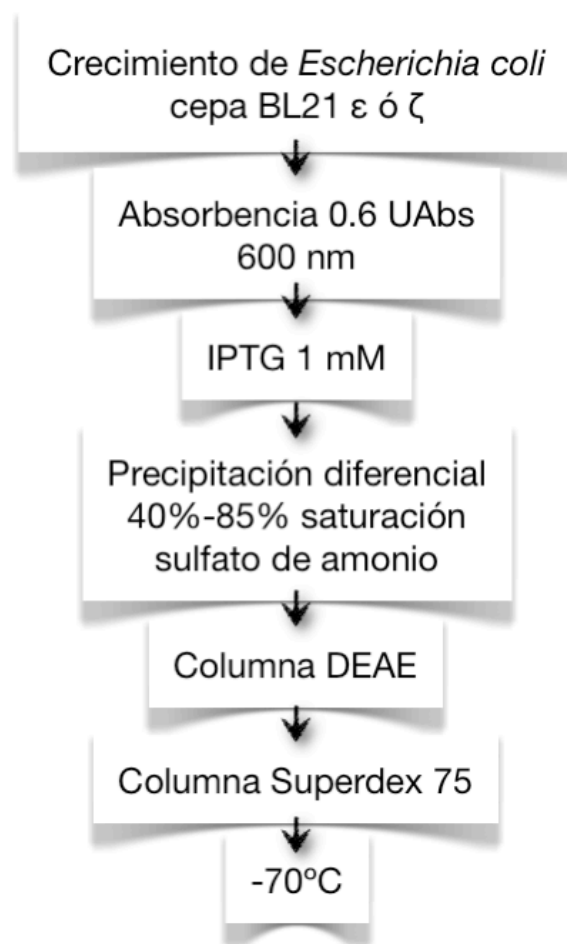 Crecimiento de Escherichia coli
cepa BL21 ε ó ζ
Absorbencia 0.6 UAbs
600 nm
IPTG 1 mM
Precipitación diferencial
40%-85% saturación
sulfato de amonio
Columna DEAE
Columna Superdex 75
-70ºC